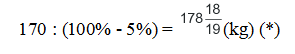 170 : (100% - 5%) = 178 18/19 (kg) (*)